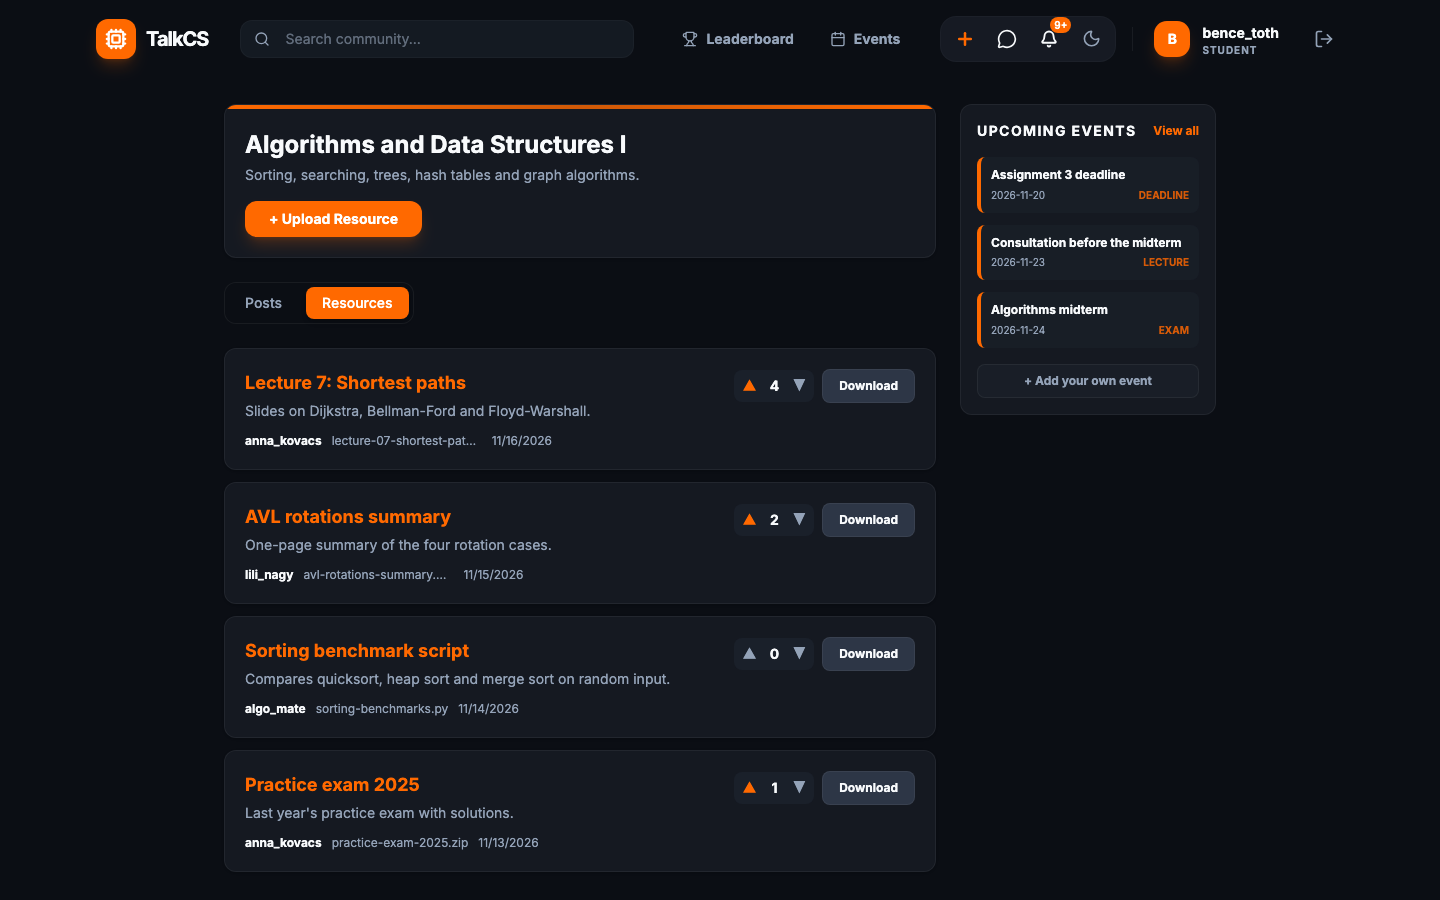 TalkCS
Search community...
Leaderboard
Events
9+
B
bence_toth
STUDENT
Algorithms and Data Structures I
Sorting, searching, trees, hash tables and graph algorithms.
+ Upload Resource
Posts
Resources
Lecture 7: Shortest paths
4
Download
Slides on Dijkstra, Bellman-Ford and Floyd-Warshall.
anna_kovacs lecture-07-shortest-pat... 11/16/2026
AVL rotations summary
2
Download
One-page summary of the four rotation cases.
lili_nagy avl-rotations-summary.... 11/15/2026
Sorting benchmark script
0
Download
Compares quicksort, heap sort and merge sort on random input.
algo_mate sorting-benchmarks.py 11/14/2026
Practice exam 2025
1
Download
Last year's practice exam with solutions.
anna_kovacs practice-exam-2025.zip 11/13/2026
UPCOMING EVENTS View all
Assignment 3 deadline
2026-11-20 DEADLINE
Consultation before the midterm
2026-11-23 LECTURE
Algorithms midterm
2026-11-24 EXAM
+ Add your own event